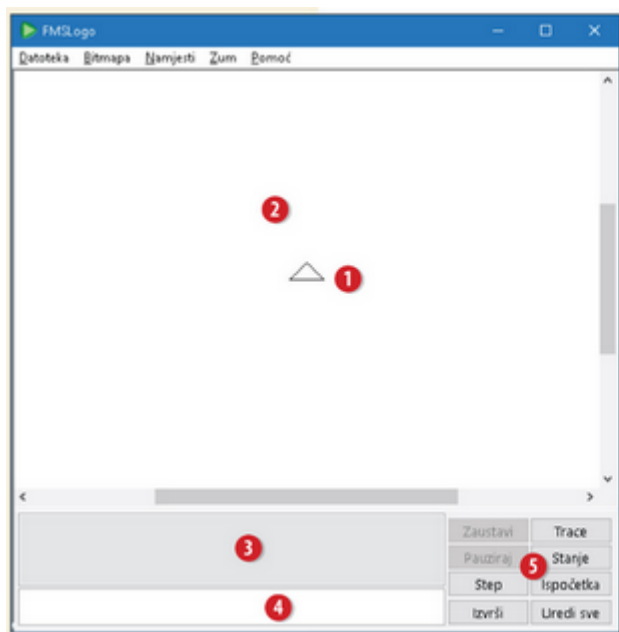 FMSLogo
Datoteka Bitmapa Namjesti Zum Pomoć
2
1
3
Zaustavi Trace
Pauziraj Stanje
5
Step Ispočetka
4
Izvrši Uredi sve